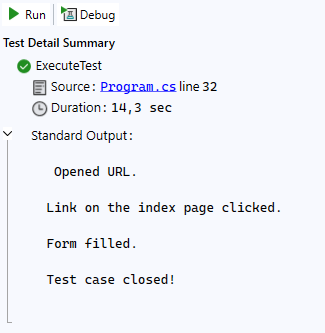 Run Debug
Test Detail Summary
ExecuteTest
Source: Program.cs line 32
Duration: 14,3 sec
Standard Output:
Opened URL.
Link on the index page clicked.
Form filled.
Test case closed!